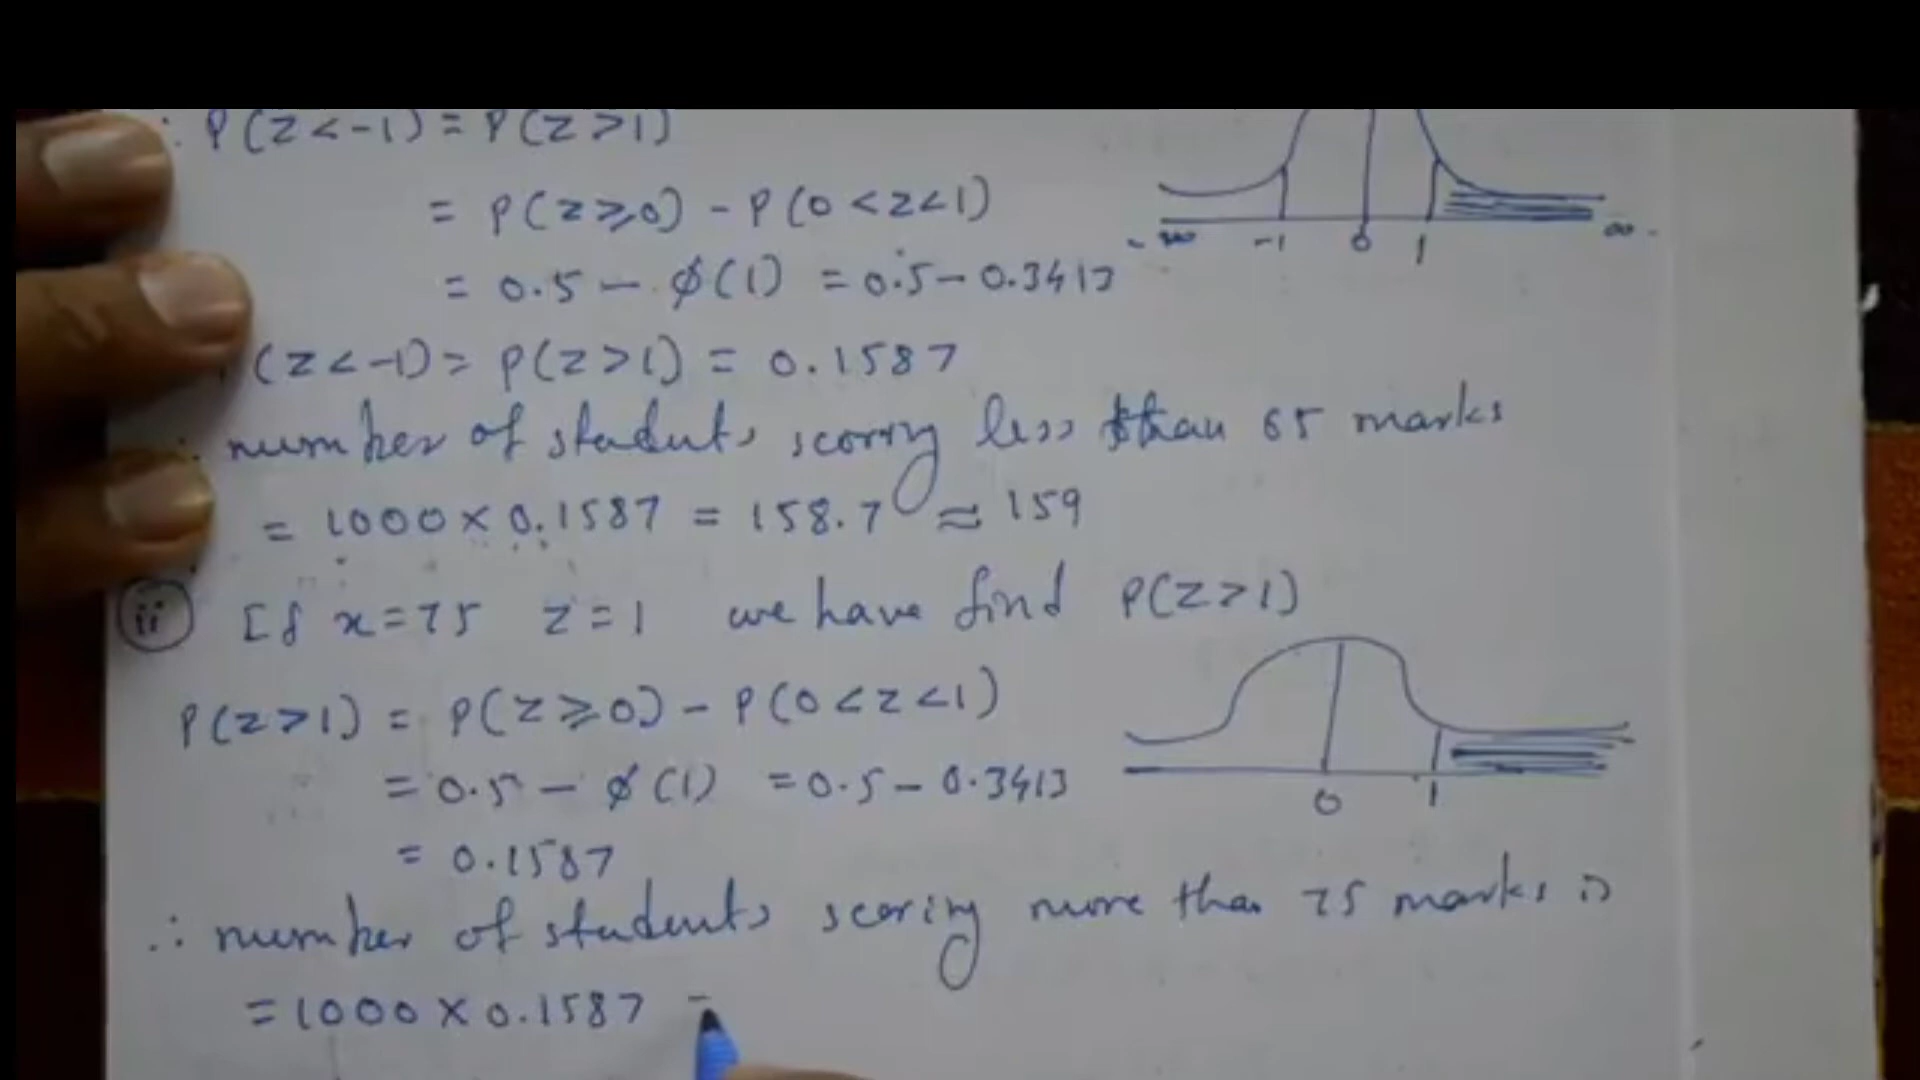 ∴ P(Z<-1) = P(Z>1)
= P(Z≥0) - P(0<Z<1)
-∞ -1 0 1 ∞
= 0.5 - ϕ(1) = 0.5 - 0.3413
(Z<-1) = P(Z>1) = 0.1587
number of students scoring less than 65 marks
= 1000 × 0.1587 = 158.7 ≈ 159
(ii) If x=75 z=1 we have find P(Z>1)
P(Z>1) = P(Z≥0) - P(0<Z<1)
= 0.5 - ϕ(1) = 0.5 - 0.3413
0 1
= 0.1587
∴ number of students scoring more than 75 marks is
= 1000 × 0.1587 =